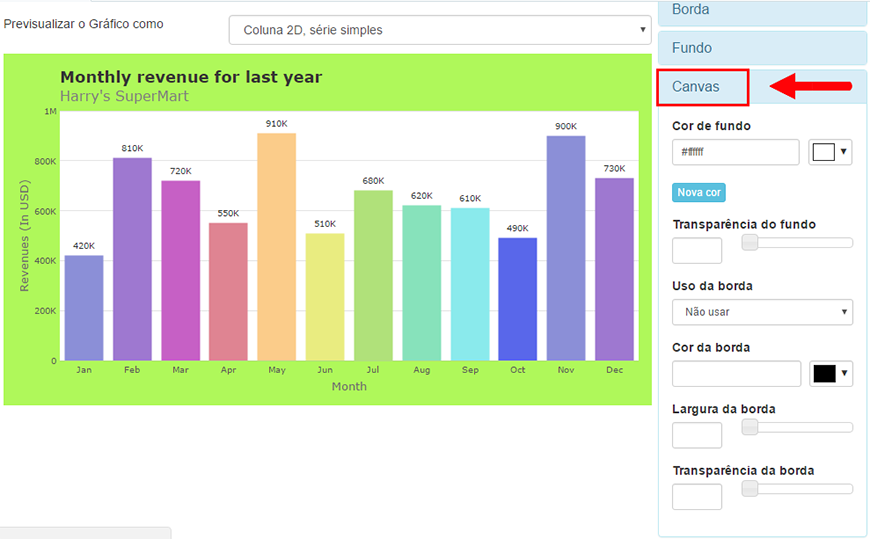 Previsualizar o Gráfico como
Coluna 2D, série simples
Monthly revenue for last year
Harry's SuperMart
Revenues (In USD)
1M
800K
600K
400K
200K
0
420K
810K
720K
550K
910K
510K
680K
620K
610K
490K
900K
730K
Jan Feb Mar Apr May Jun Jul Aug Sep Oct Nov Dec
Month
Borda
Fundo
Canvas
Cor de fundo
#ffffff
Nova cor
Transparência do fundo
Uso da borda
Não usar
Cor da borda
Largura da borda
Transparência da borda